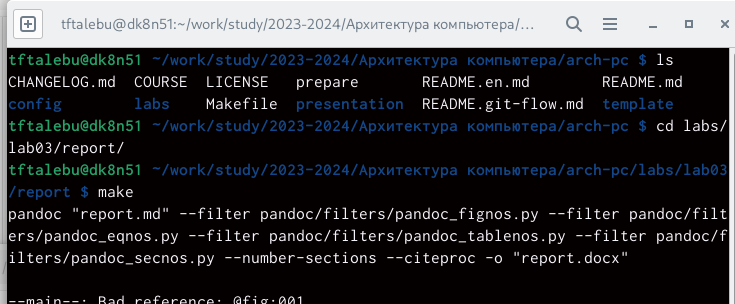 tftalebu@dk8n51:~/work/study/2023-2024/Архитектура компьютера/…
tftalebu@dk8n51 ~/work/study/2023-2024/Архитектура компьютера/arch-pc $ ls
CHANGELOG.md COURSE LICENSE prepare README.en.md README.md
config labs Makefile presentation README.git-flow.md template
tftalebu@dk8n51 ~/work/study/2023-2024/Архитектура компьютера/arch-pc $ cd labs/
lab03/report/
tftalebu@dk8n51 ~/work/study/2023-2024/Архитектура компьютера/arch-pc/labs/lab03
/report $ make
pandoc "report.md" --filter pandoc/filters/pandoc_fignos.py --filter pandoc/filt
ers/pandoc_eqnos.py --filter pandoc/filters/pandoc_tablenos.py --filter pandoc/f
ilters/pandoc_secnos.py --number-sections --citeproc -o "report.docx"
--main--: Bad reference: @fig:001